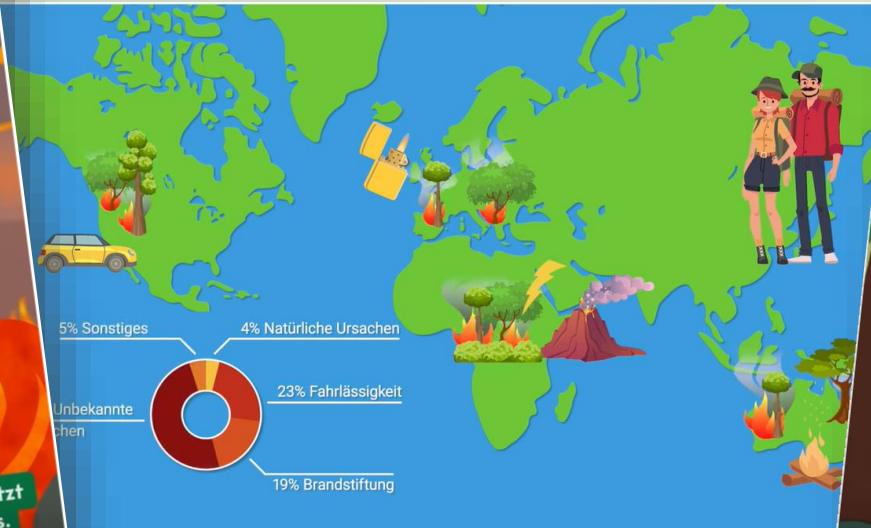 5% Sonstiges
4% Natürliche Ursachen
23% Fahrlässigkeit
Unbekannte
chen
19% Brandstiftung
tzt
s.